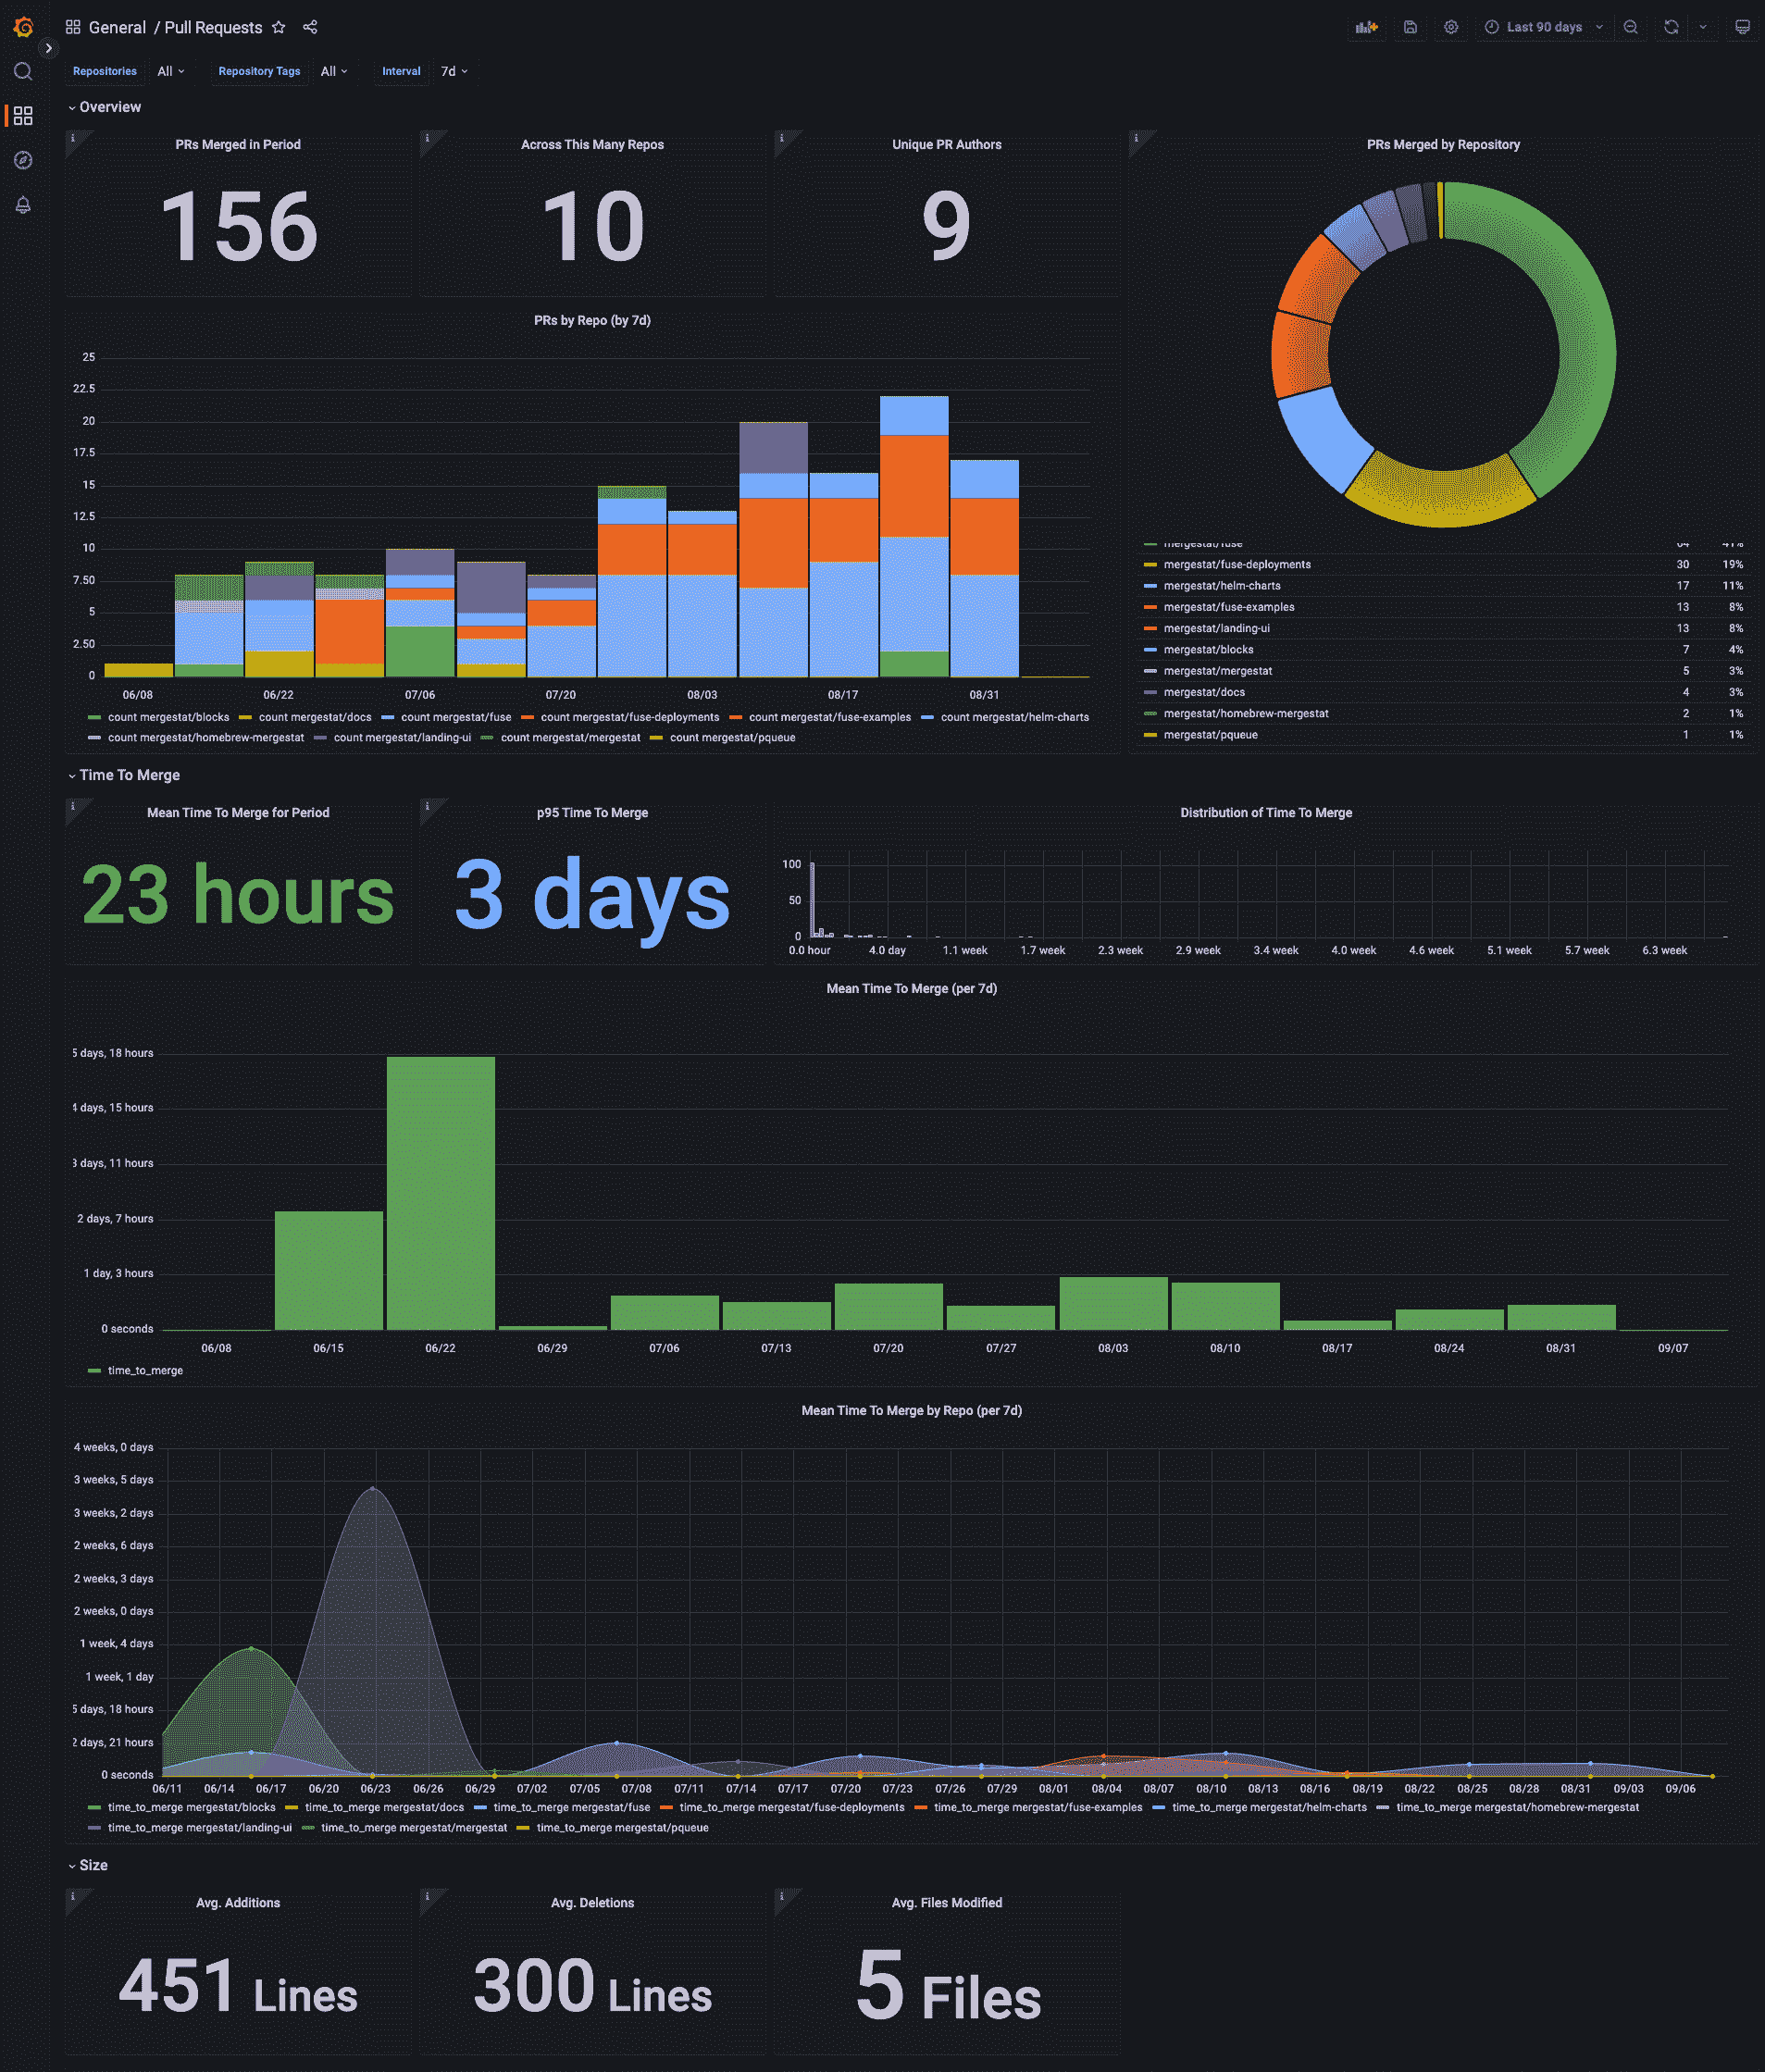 General / Pull Requests
Last 90 days
Repositories All Repository Tags All Interval 7d
Overview
PRs Merged in Period
156
Across This Many Repos
10
Unique PR Authors
9
PRs by Repo (by 7d)
25
22.5
20
17.5
15
12.5
10
7.50
5
2.50
0
06/08 06/22 07/06 07/20 08/03 08/17 08/31
count mergestat/blocks count mergestat/docs count mergestat/fuse count mergestat/fuse-deployments count mergestat/fuse-examples count mergestat/helm-charts
count mergestat/homebrew-mergestat count mergestat/landing-ui count mergestat/mergestat count mergestat/pqueue
PRs Merged by Repository
mergestat/fuse 64 41%
mergestat/fuse-deployments 30 19%
mergestat/helm-charts 17 11%
mergestat/fuse-examples 13 8%
mergestat/landing-ui 13 8%
mergestat/blocks 7 4%
mergestat/mergestat 5 3%
mergestat/docs 4 3%
mergestat/homebrew-mergestat 2 1%
mergestat/pqueue 1 1%
Time To Merge
Mean Time To Merge for Period
23 hours
p95 Time To Merge
3 days
Distribution of Time To Merge
100
50
0
0.0 hour 4.0 day 1.1 week 1.7 week 2.3 week 2.9 week 3.4 week 4.0 week 4.6 week 5.1 week 5.7 week 6.3 week
Mean Time To Merge (per 7d)
5 days, 18 hours
4 days, 15 hours
3 days, 11 hours
2 days, 7 hours
1 day, 3 hours
0 seconds
06/08 06/15 06/22 06/29 07/06 07/13 07/20 07/27 08/03 08/10 08/17 08/24 08/31 09/07
time_to_merge
Mean Time To Merge by Repo (per 7d)
4 weeks, 0 days
3 weeks, 5 days
3 weeks, 2 days
2 weeks, 6 days
2 weeks, 3 days
2 weeks, 0 days
1 week, 4 days
1 week, 1 day
5 days, 18 hours
2 days, 21 hours
0 seconds
06/11 06/14 06/17 06/20 06/23 06/26 06/29 07/02 07/05 07/08 07/11 07/14 07/17 07/20 07/23 07/26 07/29 08/01 08/04 08/07 08/10 08/13 08/16 08/19 08/22 08/25 08/28 08/31 09/03 09/06
time_to_merge mergestat/blocks time_to_merge mergestat/docs time_to_merge mergestat/fuse time_to_merge mergestat/fuse-deployments time_to_merge mergestat/fuse-examples time_to_merge mergestat/helm-charts time_to_merge mergestat/homebrew-mergestat
time_to_merge mergestat/landing-ui time_to_merge mergestat/mergestat time_to_merge mergestat/pqueue
Size
Avg. Additions
451 Lines
Avg. Deletions
300 Lines
Avg. Files Modified
5 Files